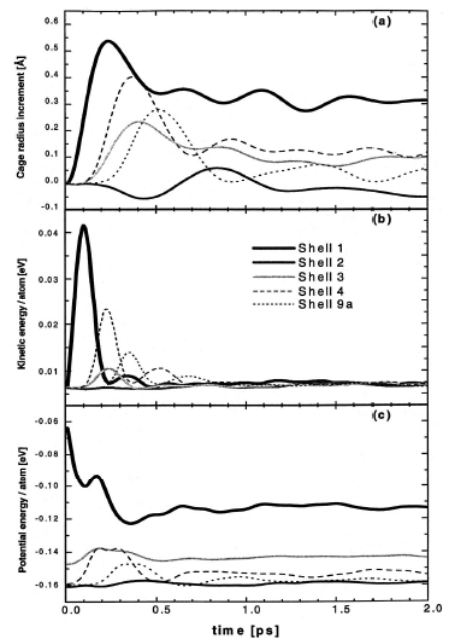 (a)
Cage radius increment [Å]
0.6
0.5
0.4
0.3
0.2
0.1
0.0
-0.1
(b)
Kinetic energy/atom [eV]
0.04
0.03
0.02
0.01
Shell 1
Shell 2
Shell 3
Shell 4
Shell 9a
(c)
Potential energy/atom [eV]
-0.06
-0.08
-0.10
-0.12
-0.14
-0.16
0.0 0.5 1.0 1.5 2.0
time [ps]